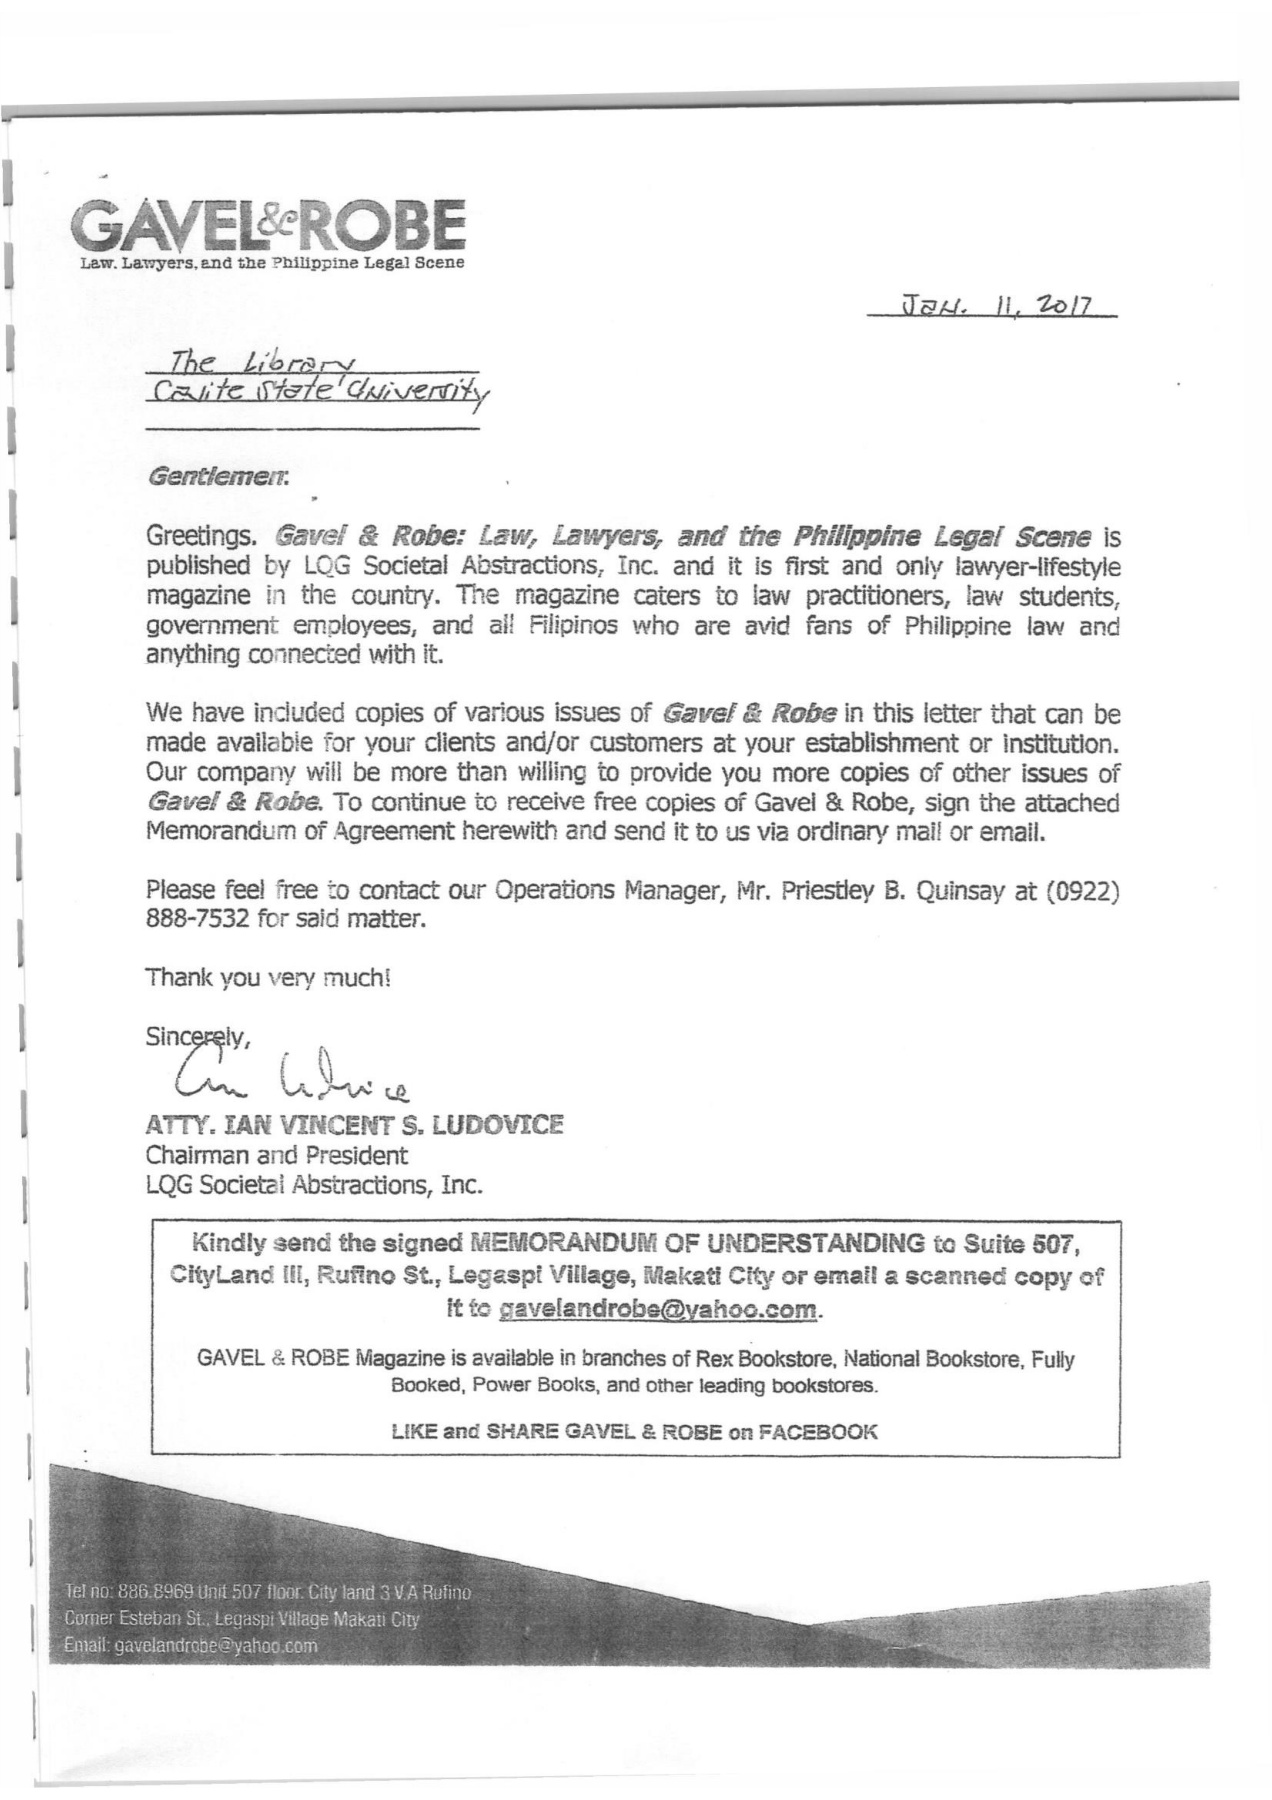 GAVEL&ROBE
Law, Lawyers, and the Philippine Legal Scene
Jan. 11, 2017
The Library
Cavite State University
Gentlemen:
Greetings. Gavel & Robe: Law, Lawyers, and the Philippine Legal Scene is
published by LQG Societal Abstractions, Inc. and it is first and only lawyer-lifestyle
magazine in the country. The magazine caters to law practitioners, law students,
government employees, and all Filipinos who are avid fans of Philippine law and
anything connected with it.
We have included copies of various issues of Gavel & Robe in this letter that can be
made available for your clients and/or customers at your establishment or institution.
Our company will be more than willing to provide you more copies of other issues of
Gavel & Robe. To continue to receive free copies of Gavel & Robe, sign the attached
Memorandum of Agreement herewith and send it to us via ordinary mail or email.
Please feel free to contact our Operations Manager, Mr. Priestley B. Quinsay at (0922)
888-7532 for said matter.
Thank you very much!
Sincerely,
ATTY. IAN VINCENT S. LUDOVICE
Chairman and President
LQG Societal Abstractions, Inc.
Kindly send the signed MEMORANDUM OF UNDERSTANDING to Suite 507,
CityLand III, Rufino St., Legaspi Village, Makati City or email a scanned copy of
it to gavelandrobe@yahoo.com.
GAVEL & ROBE Magazine is available in branches of Rex Bookstore, National Bookstore, Fully
Booked, Power Books, and other leading bookstores.
LIKE and SHARE GAVEL & ROBE on FACEBOOK
Tel no: 886.8969 Unit 507 floor. City land 3 V.A Rufino
Corner Esteban St., Legaspi Village Makati City
Email: gavelandrobe@yahoo.com